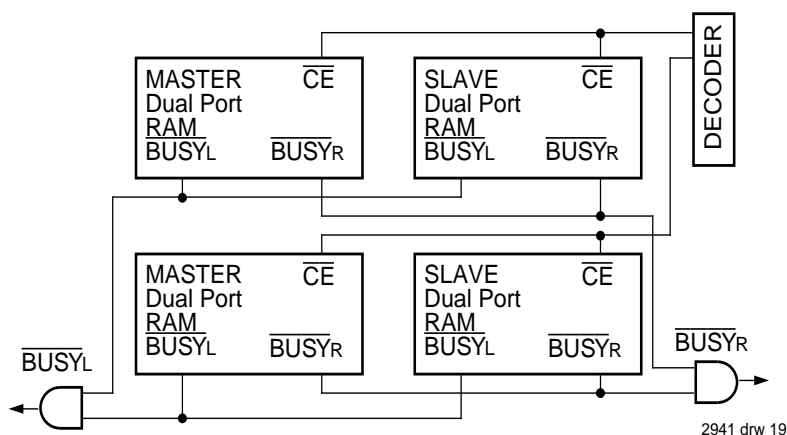 MASTER
Dual Port
RAM
BUSYL
CE
BUSYR
SLAVE
Dual Port
RAM
BUSYL
CE
BUSYR
DECODER
MASTER
Dual Port
RAM
BUSYL
CE
BUSYR
SLAVE
Dual Port
RAM
BUSYL
CE
BUSYR
BUSYL
BUSYR
2941 drw 19